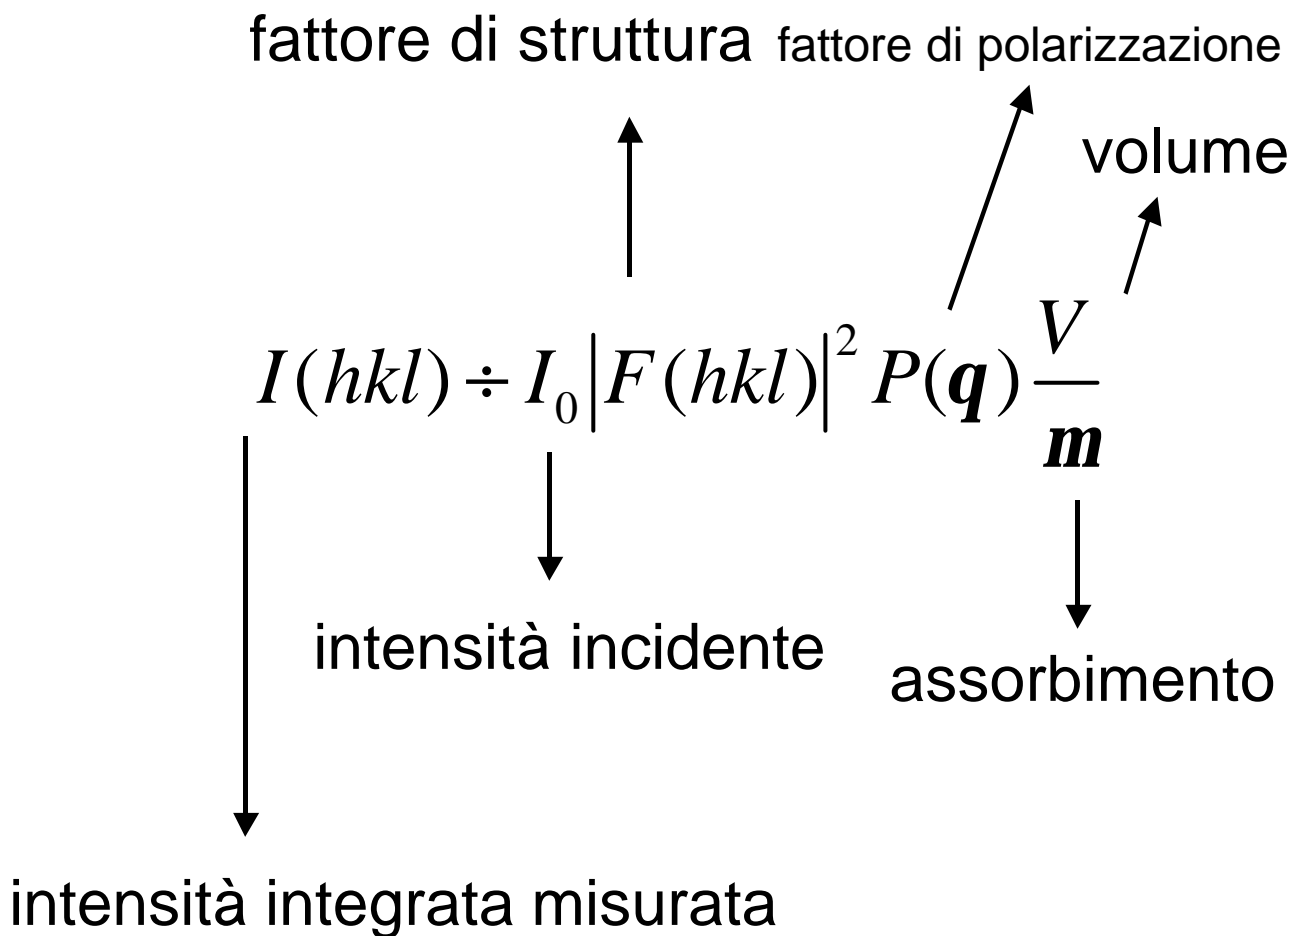 fattore di struttura fattore di polarizzazione
volume
I(hkl) ÷ I₀|F(hkl)|² P(q) V/m
intensità incidente
assorbimento
intensità integrata misurata